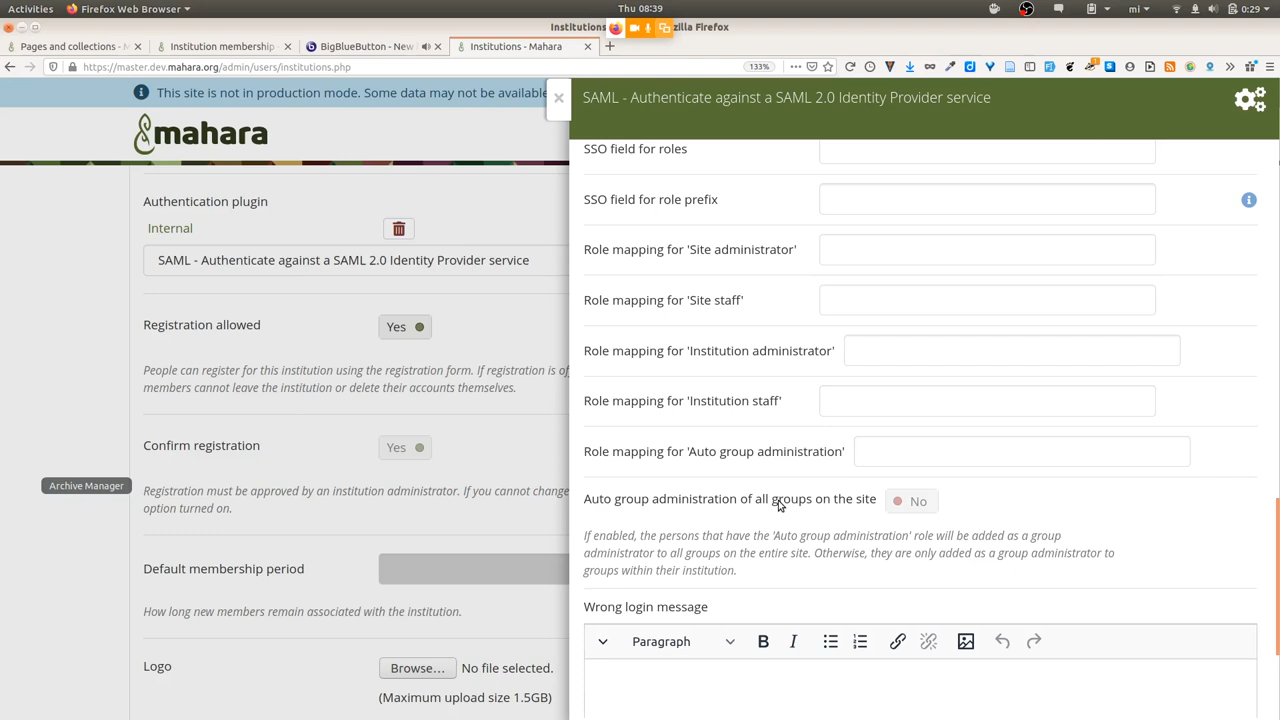 Activities
Firefox Web Browser
Thu 08:39
mi
0:29
Institutions
zilla Firefox
Pages and collections -
Institution membership
BigBlueButton - New
Institutions - Mahara
https://master.dev.mahara.org/admin/users/institutions.php
133%
This site is not in production mode. Some data may not be available
mahara
Authentication plugin
Internal
SAML - Authenticate against a SAML 2.0 Identity Provider service
Registration allowed
Yes
People can register for this institution using the registration form. If registration is of
members cannot leave the institution or delete their accounts themselves.
Confirm registration
Yes
Archive Manager
Registration must be approved by an institution administrator. If you cannot change
option turned on.
Default membership period
How long new members remain associated with the institution.
Logo
Browse...
No file selected.
(Maximum upload size 1.5GB)
SAML - Authenticate against a SAML 2.0 Identity Provider service
SSO field for roles
SSO field for role prefix
Role mapping for 'Site administrator'
Role mapping for 'Site staff'
Role mapping for 'Institution administrator'
Role mapping for 'Institution staff'
Role mapping for 'Auto group administration'
Auto group administration of all groups on the site
No
If enabled, the persons that have the 'Auto group administration' role will be added as a group
administrator to all groups on the entire site. Otherwise, they are only added as a group administrator to
groups within their institution.
Wrong login message
Paragraph
B
I